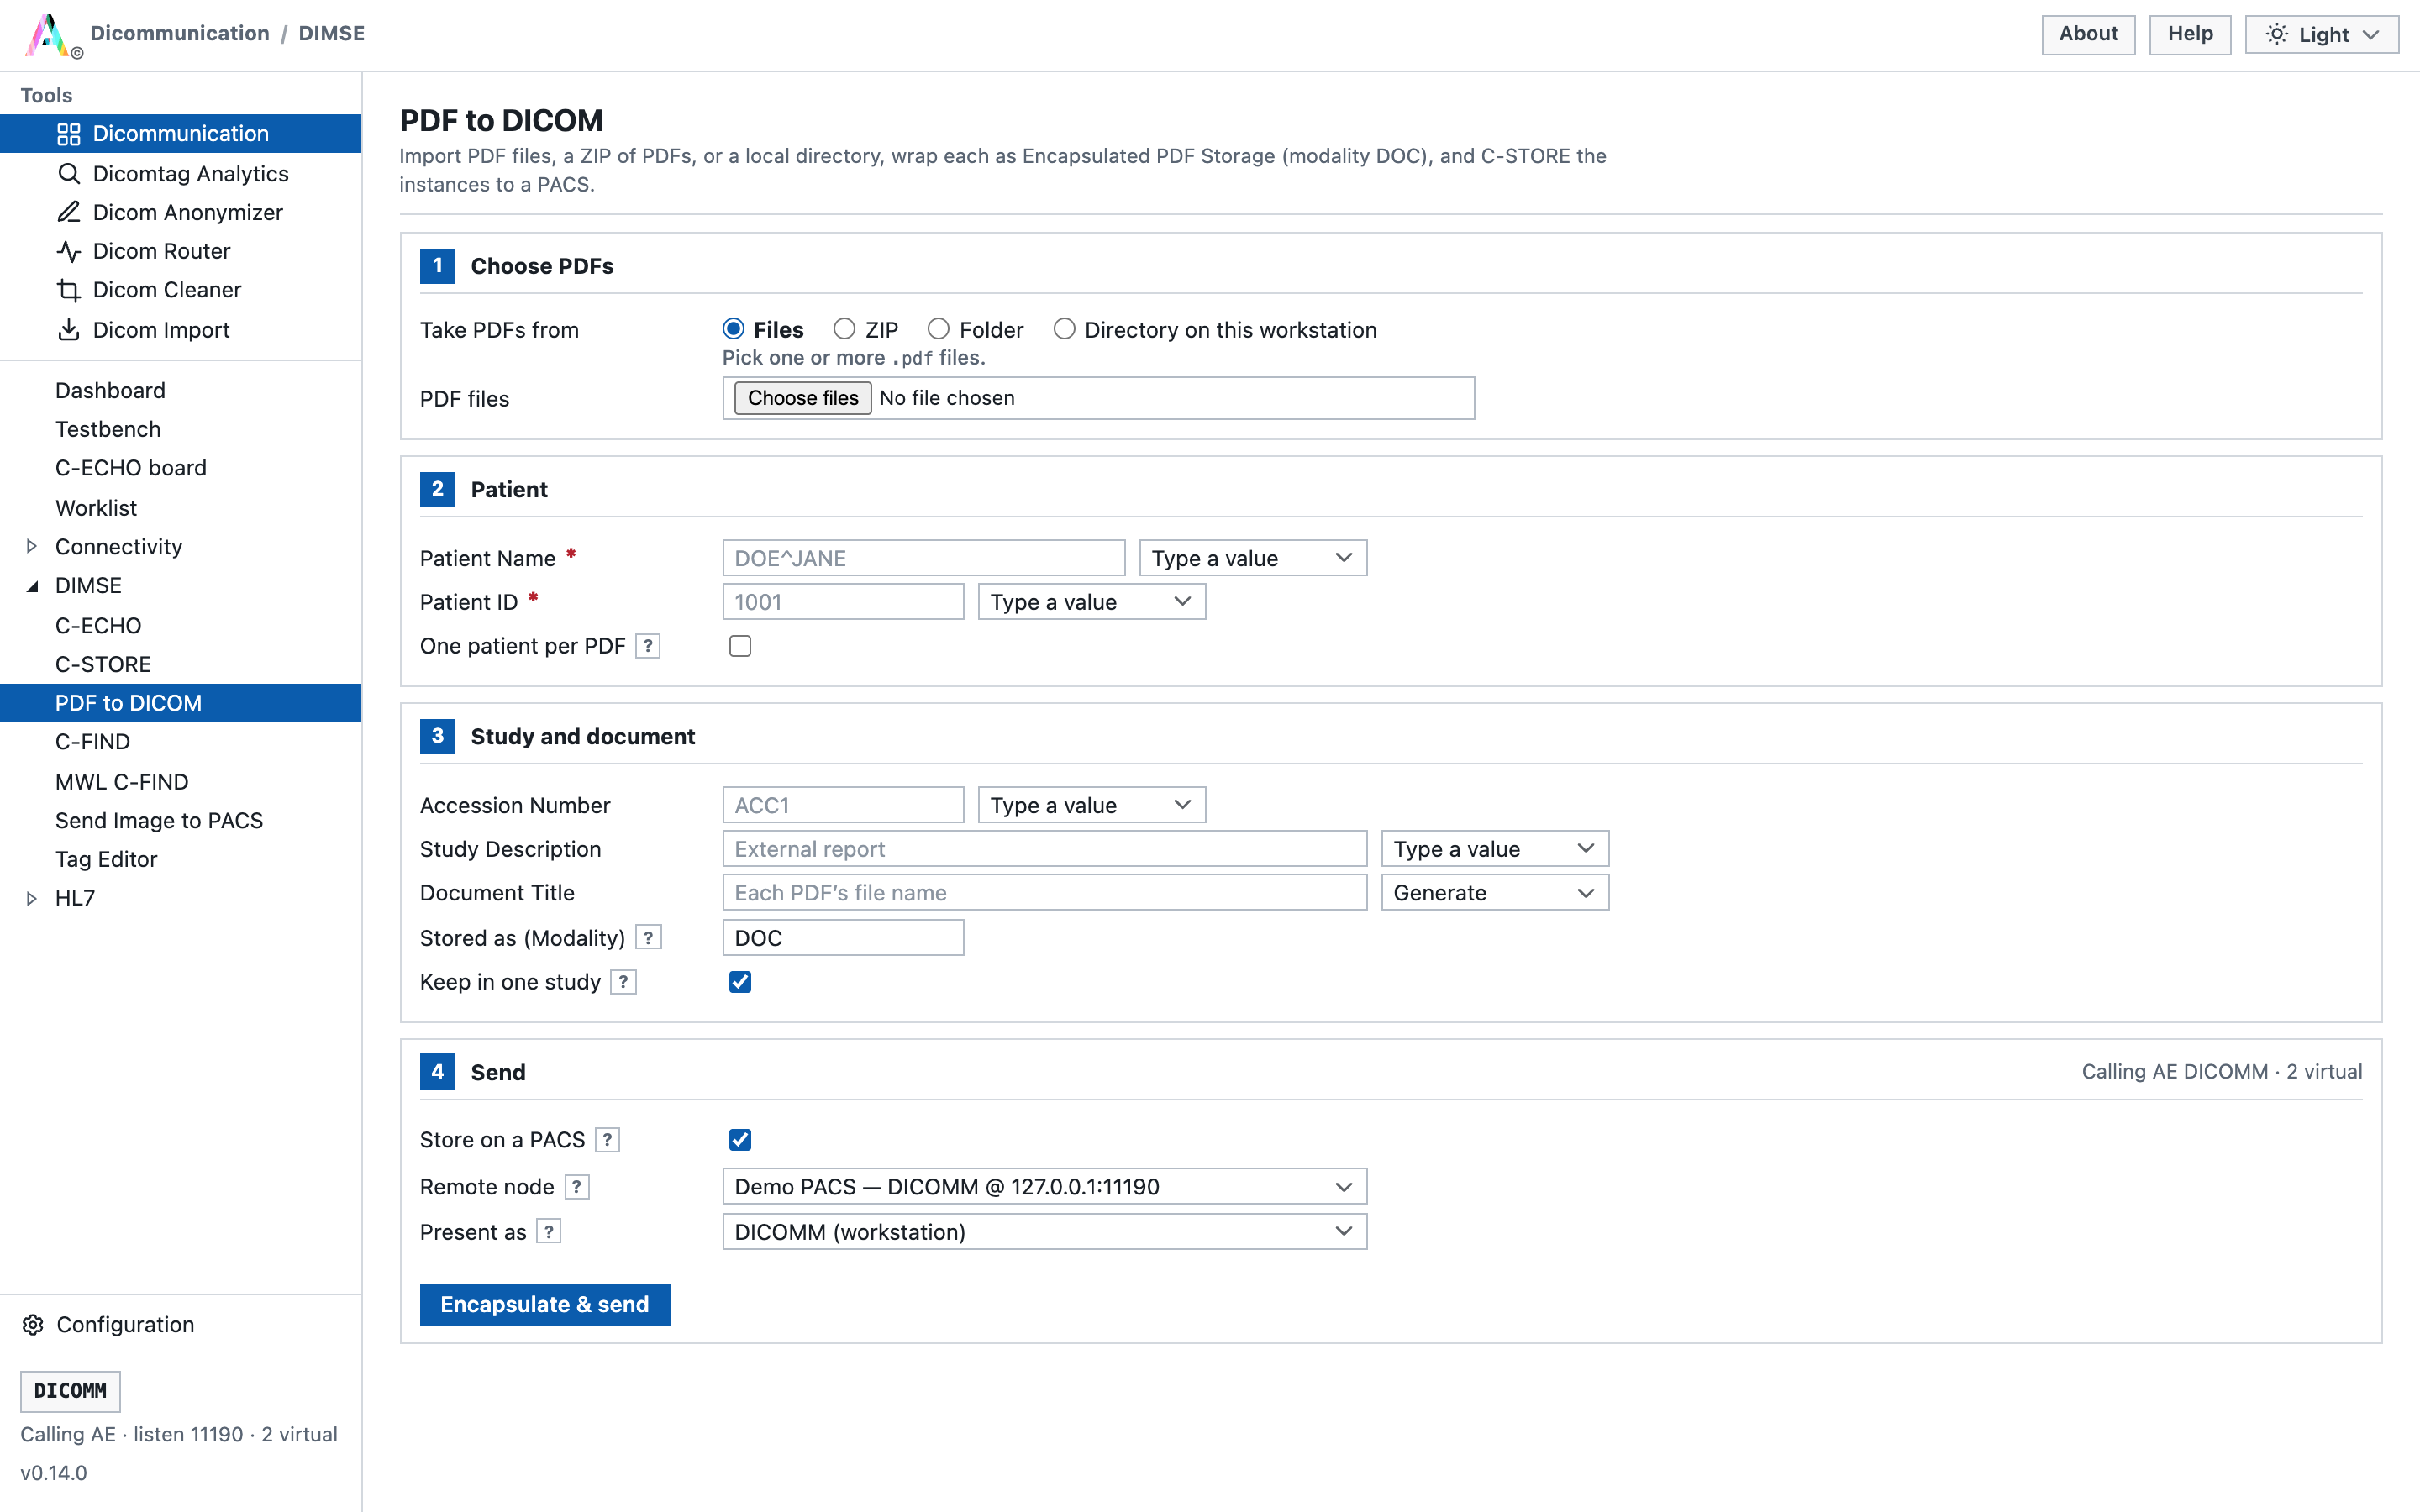 Dicommunication / DIMSE
About
Help
Light
Tools
Dicommunication
Dicomtag Analytics
Dicom Anonymizer
Dicom Router
Dicom Cleaner
Dicom Import
Dashboard
Testbench
C-ECHO board
Worklist
Connectivity
DIMSE
C-ECHO
C-STORE
PDF to DICOM
C-FIND
MWL C-FIND
Send Image to PACS
Tag Editor
HL7
Configuration
DICOMM
Calling AE · listen 11190 · 2 virtual
v0.14.0
PDF to DICOM
Import PDF files, a ZIP of PDFs, or a local directory, wrap each as Encapsulated PDF Storage (modality DOC), and C-STORE the
instances to a PACS.
1 Choose PDFs
Take PDFs from Files ZIP Folder Directory on this workstation
Pick one or more .pdf files.
PDF files Choose files No file chosen
2 Patient
Patient Name * DOE^JANE Type a value
Patient ID * 1001 Type a value
One patient per PDF ?
3 Study and document
Accession Number ACC1 Type a value
Study Description External report Type a value
Document Title Each PDF’s file name Generate
Stored as (Modality) ? DOC
Keep in one study ?
4 Send Calling AE DICOMM · 2 virtual
Store on a PACS ?
Remote node ? Demo PACS — DICOMM @ 127.0.0.1:11190
Present as ? DICOMM (workstation)
Encapsulate & send